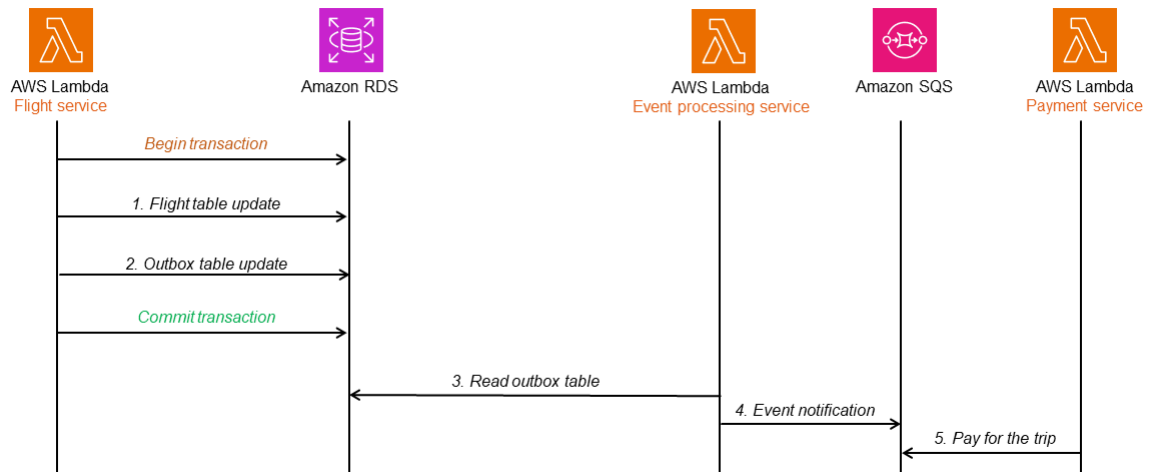 AWS Lambda
Flight service
Amazon RDS
AWS Lambda
Event processing service
Amazon SQS
AWS Lambda
Payment service
Begin transaction
1. Flight table update
2. Outbox table update
Commit transaction
3. Read outbox table
4. Event notification
5. Pay for the trip